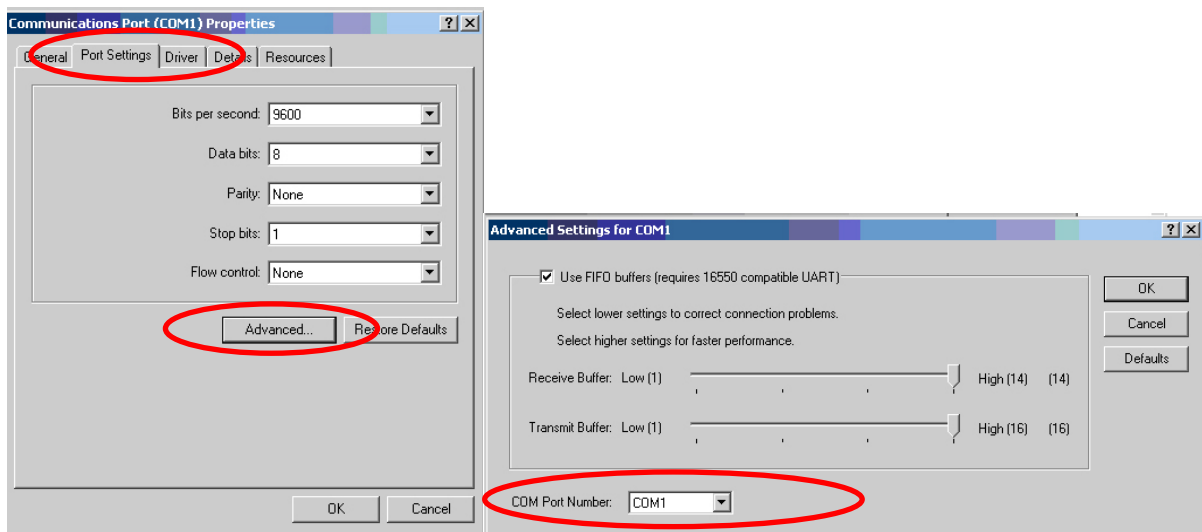 Communications Port (COM1) Properties
General Port Settings Driver Details Resources
Bits per second: 9600
Data bits: 8
Parity: None
Stop bits: 1
Flow control: None
Advanced... Restore Defaults
OK Cancel
Advanced Settings for COM1
Use FIFO buffers (requires 16550 compatible UART)
Select lower settings to correct connection problems.
Select higher settings for faster performance.
Receive Buffer: Low (1) High (14) (14)
Transmit Buffer: Low (1) High (16) (16)
COM Port Number: COM1
OK
Cancel
Defaults